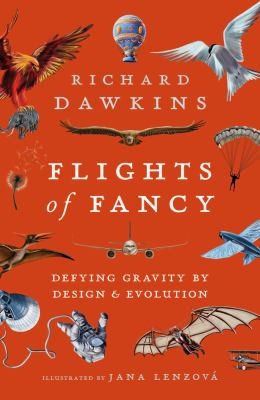 RICHARD
DAWKINS
FLIGHTS
of FANCY
DEFYING GRAVITY BY
DESIGN & EVOLUTION
ILLUSTRATED BY JANA LENZOVÁ